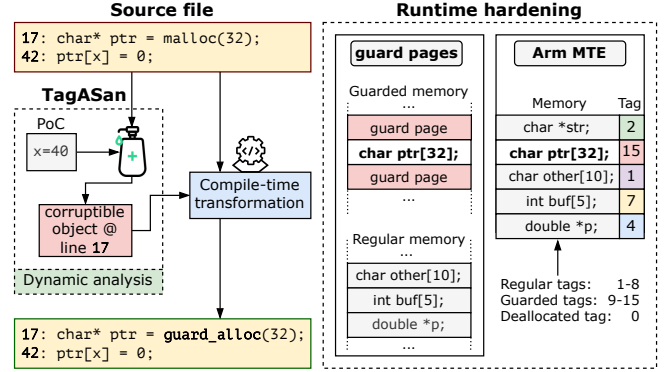 Source file
17: char* ptr = malloc(32);
42: ptr[x] = 0;
TagASan
PoC
x=40
+
corruptible
object @
line 17
Dynamic analysis
Compile-time
transformation
17: char* ptr = guard_alloc(32);
42: ptr[x] = 0;
Runtime hardening
guard pages
Guarded memory
...
guard page
char ptr[32];
guard page
...
Regular memory
...
char other[10];
int buf[5];
double *p;
...
Arm MTE
Memory Tag
char *str; 2
char ptr[32]; 15
char other[10]; 1
int buf[5]; 7
double *p; 4
Regular tags: 1-8
Guarded tags: 9-15
Deallocated tag: 0